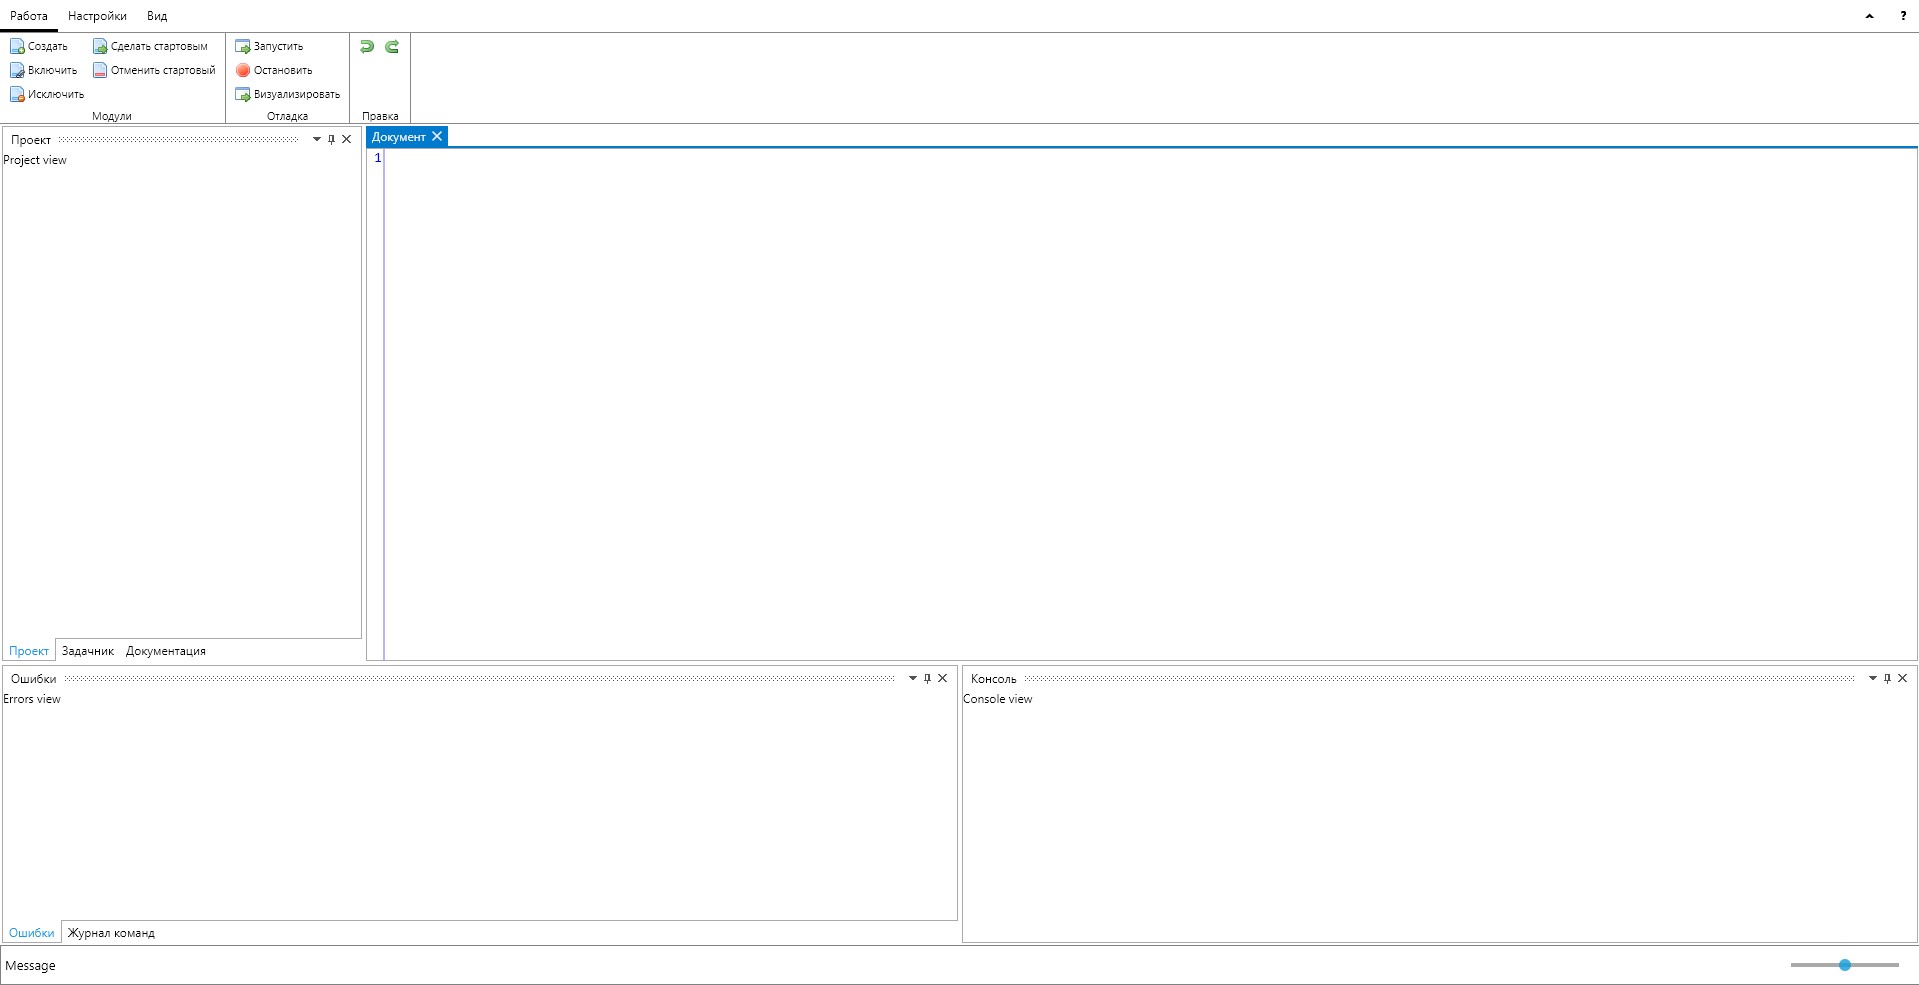 Работа Настройки Вид ?
Создать Сделать стартовым Запустить
Включить Отменить стартовый Остановить
Исключить Визуализировать
Модули Отладка Правка
Проект Документ
Project view 1
Проект Задачник Документация
Ошибки Консоль
Errors view Console view
Ошибки Журнал команд
Message